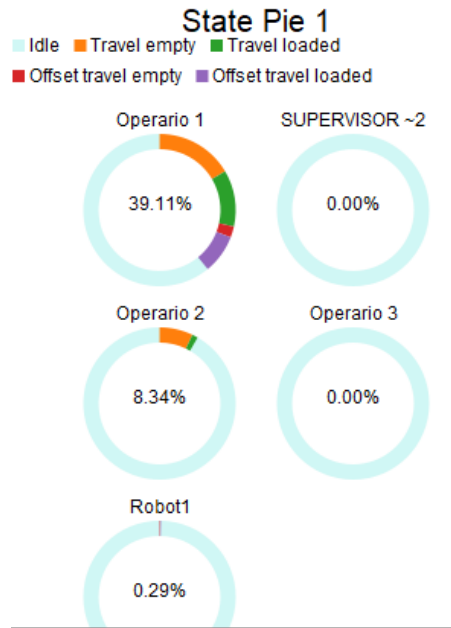 State Pie 1
Idle Travel empty Travel loaded
Offset travel empty Offset travel loaded
Operario 1 SUPERVISOR ~2
39.11% 0.00%
Operario 2 Operario 3
8.34% 0.00%
Robot1
0.29%